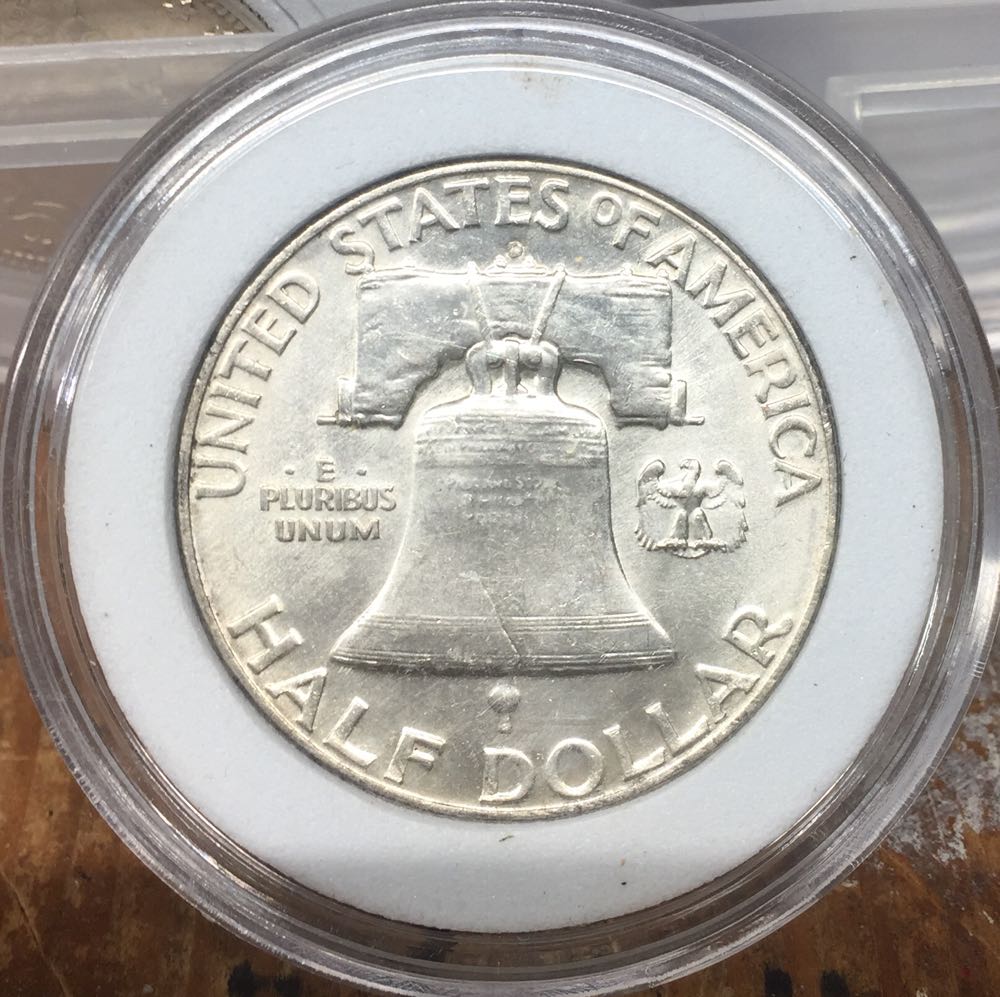 UNITED STATES OF AMERICA
· E ·
PLURIBUS
UNUM
HALF DOLLAR